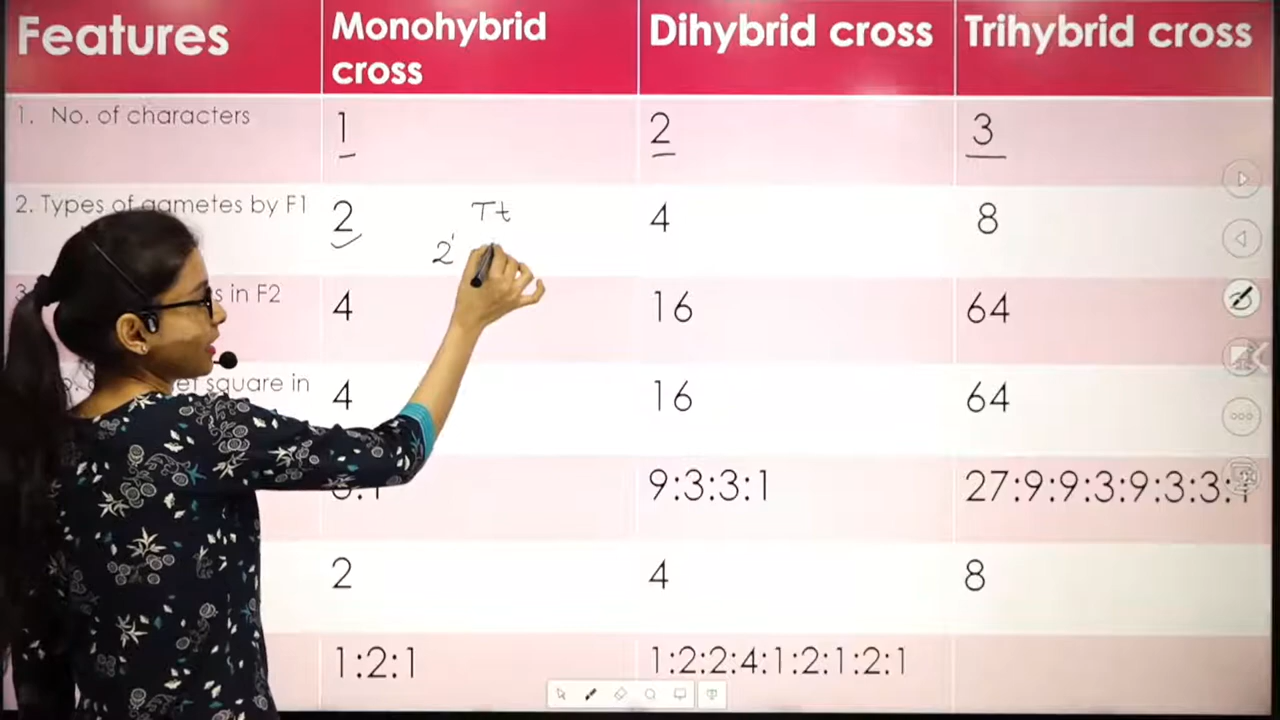 Features
Monohybrid
cross
Dihybrid cross
Trihybrid cross
1. No. of characters
1
2
3
2. Types of gametes by F1
2
Tt
2¹
4
8
3
s in F2
4
16
64
square in
4
16
64
9:3:3:1
27:9:9:3:9:3:3:1
2
4
8
1:2:1
1:2:2:4:1:2:1:2:1